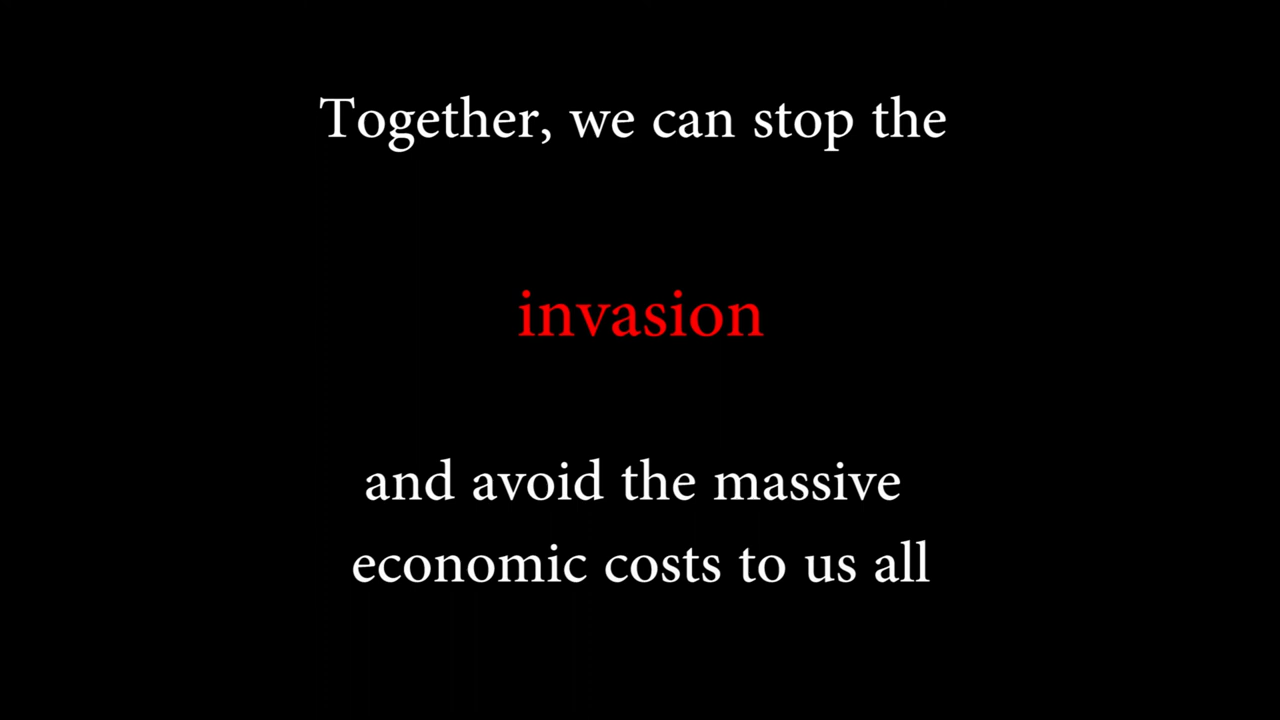 Together, we can stop the
invasion
and avoid the massive
economic costs to us all